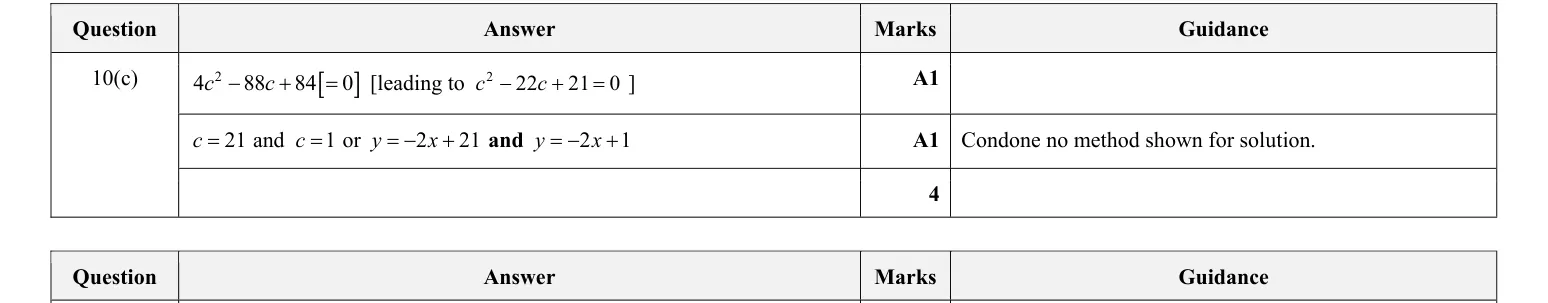 Question Answer Marks Guidance
10(c) 4c² − 88c + 84[= 0] [leading to c² − 22c + 21 = 0 ] A1
c = 21 and c = 1 or y = −2x + 21 and y = −2x + 1 A1 Condone no method shown for solution.
4
Question Answer Marks Guidance